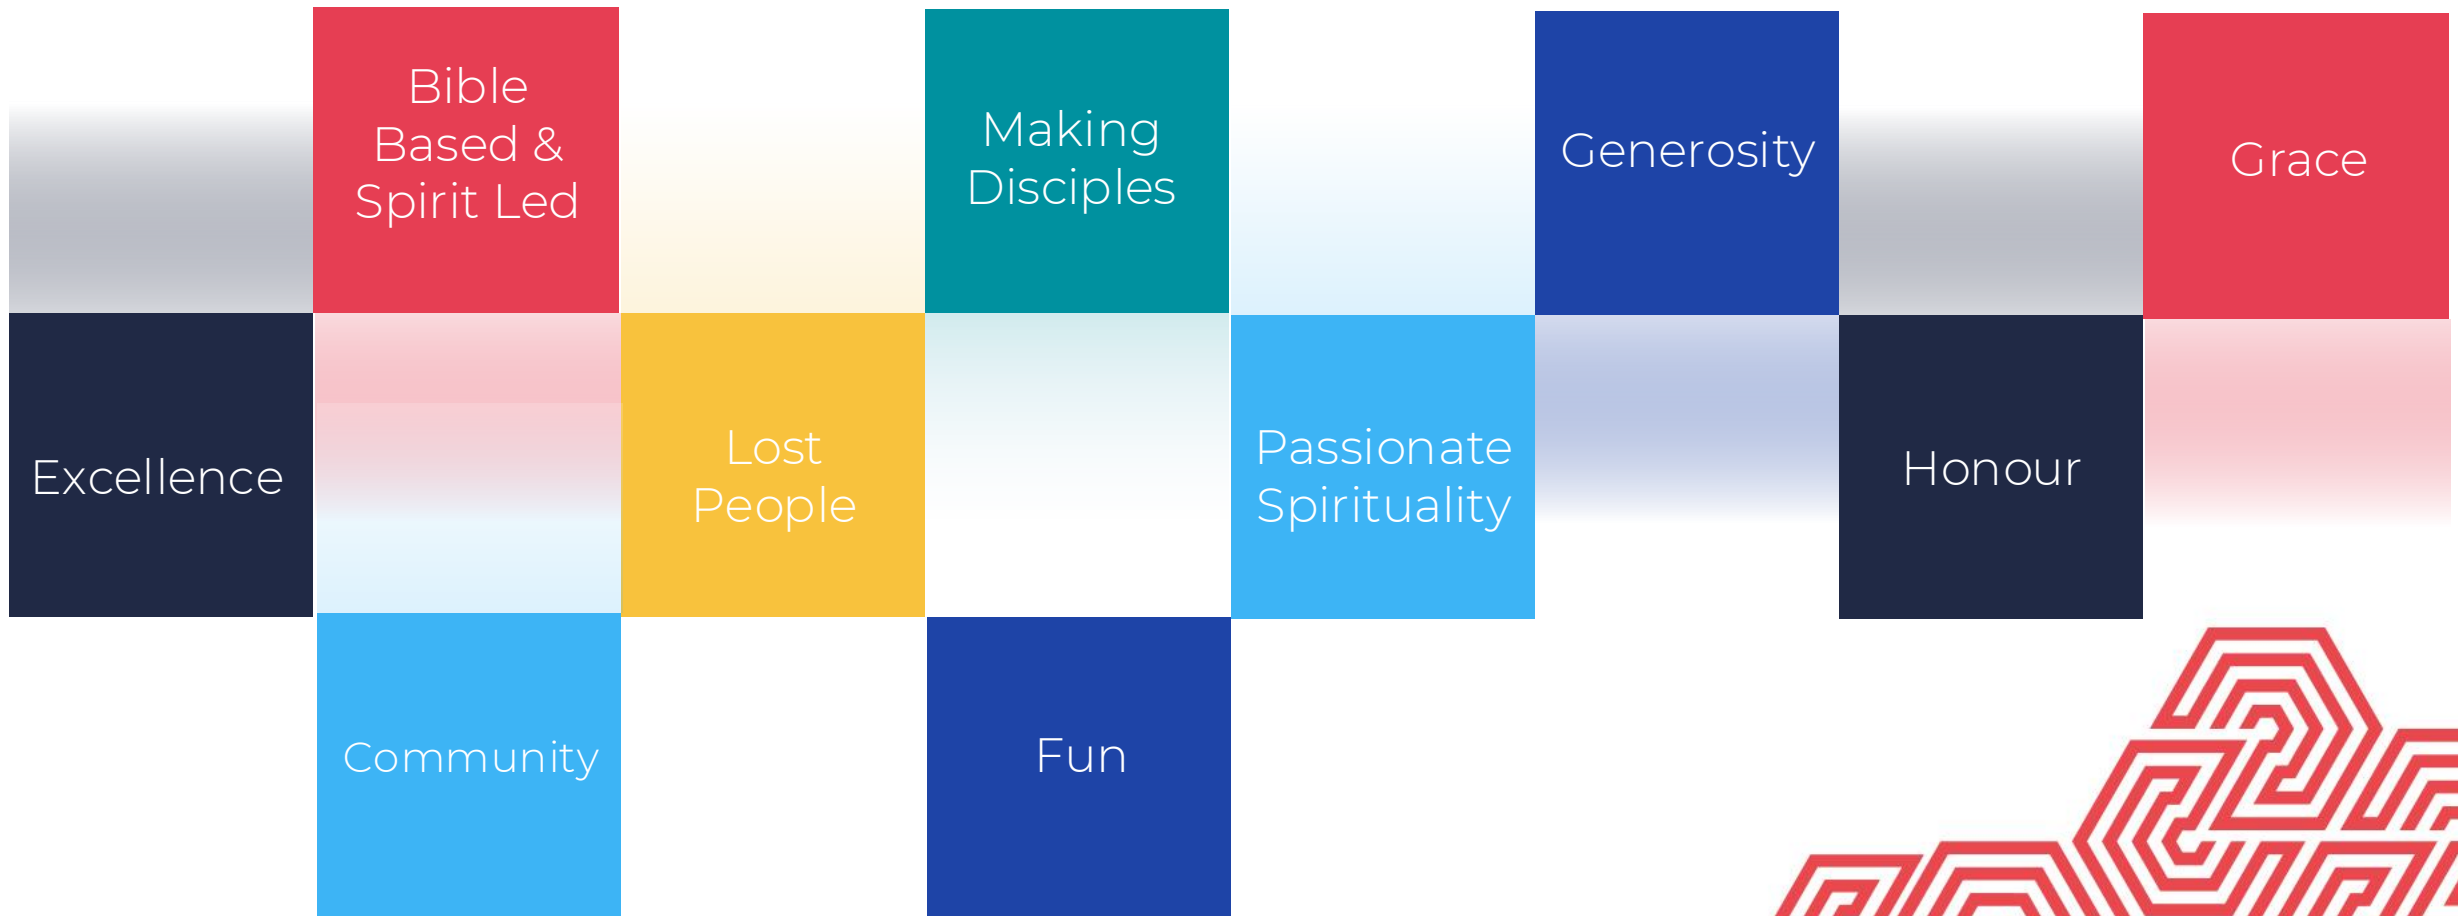 Bible
Based &
Spirit Led
Making
Disciples
Generosity
Grace
Excellence
Lost
People
Passionate
Spirituality
Honour
Community
Fun